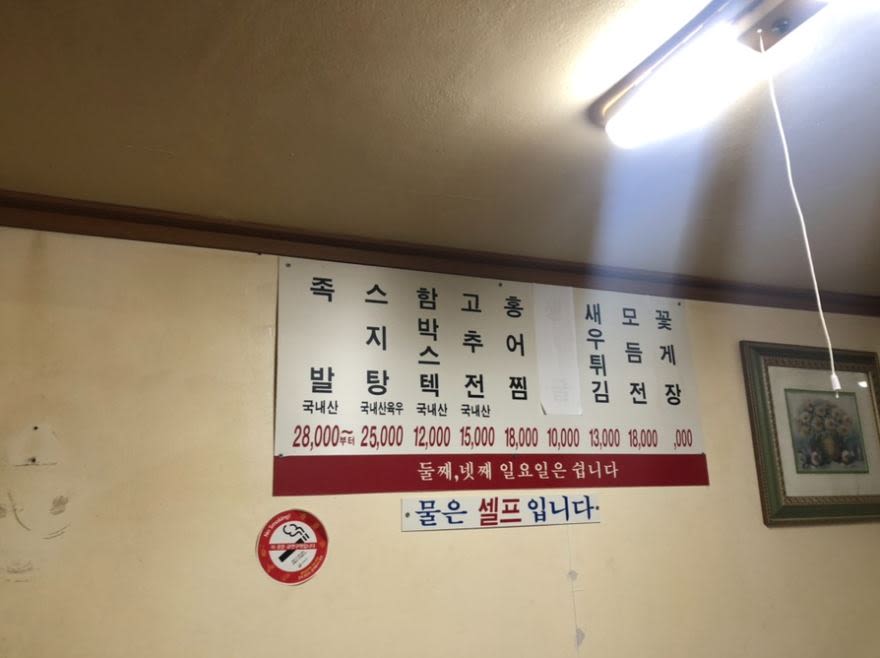 족발
국내산
28,000~부터
스지탕
국내산육우
25,000
함박스텍
국내산
12,000
고추전
국내산
15,000
홍어찜
18,000
10,000
새우튀김
13,000
모듬전
18,000
꽃게장
,000
둘째,넷째 일요일은 쉽니다
물은 셀프입니다
No Smoking!